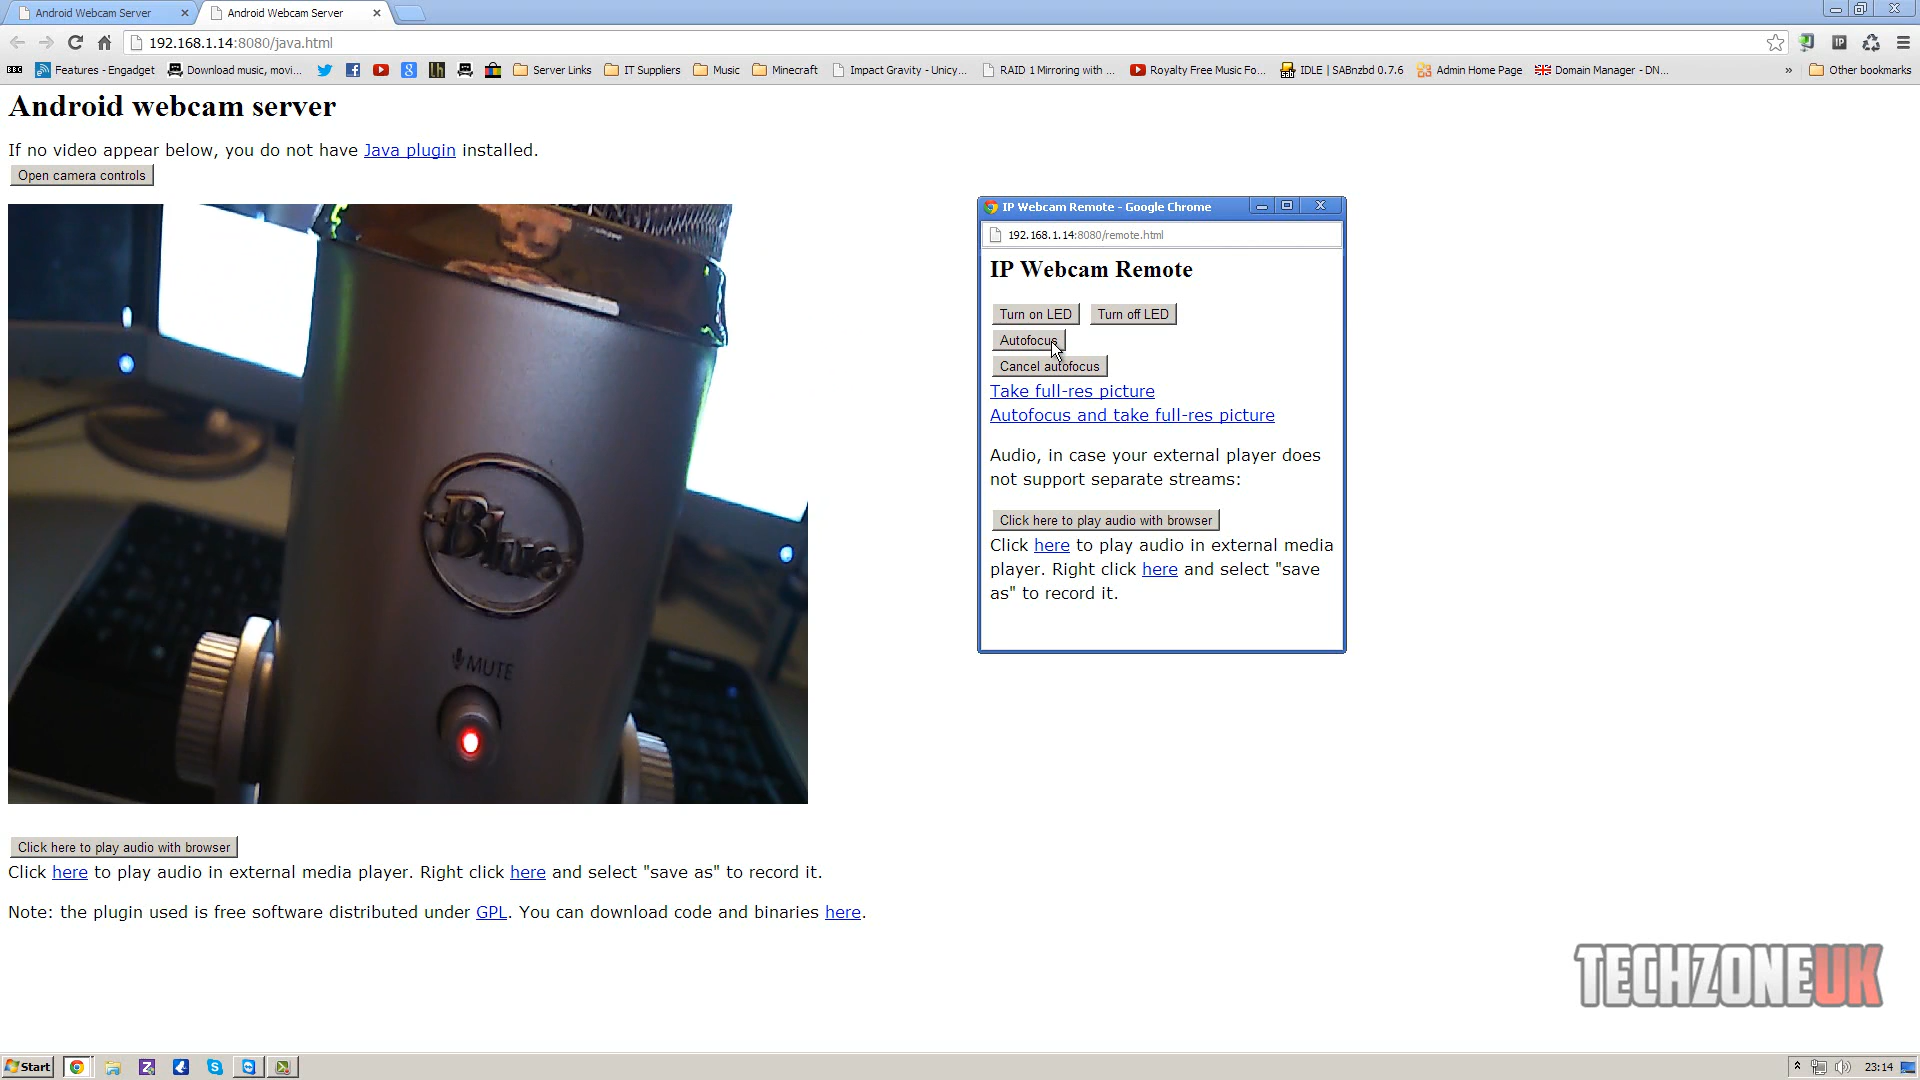 Android Webcam Server
Android Webcam Server
192.168.1.14:8080/java.html
BBC
Features - Engadget
Download music, movi...
Server Links
IT Suppliers
Music
Minecraft
Impact Gravity - Unicy...
RAID 1 Mirroring with ...
Royalty Free Music Fo...
IDLE | SABnzbd 0.7.6
Admin Home Page
Domain Manager - DN...
»
Other bookmarks
IP
Android webcam server
If no video appear below, you do not have Java plugin installed.
Open camera controls
Blue
MUTE
Click here to play audio with browser
Click here to play audio in external media player. Right click here and select "save as" to record it.
Note: the plugin used is free software distributed under GPL. You can download code and binaries here.
IP Webcam Remote - Google Chrome
192.168.1.14:8080/remote.html
IP Webcam Remote
Turn on LED
Turn off LED
Autofocus
Cancel autofocus
Take full-res picture
Autofocus and take full-res picture
Audio, in case your external player does
not support separate streams:
Click here to play audio with browser
Click here to play audio in external media
player. Right click here and select "save
as" to record it.
TECHZONEUK
Start
23:14